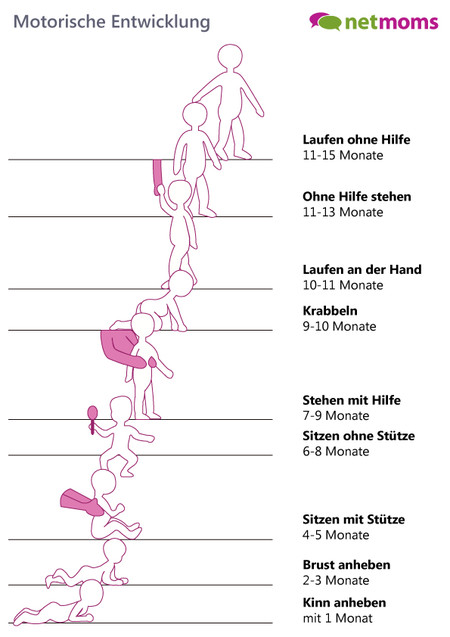 Motorische Entwicklung
netmoms
Laufen ohne Hilfe
11-15 Monate
Ohne Hilfe stehen
11-13 Monate
Laufen an der Hand
10-11 Monate
Krabbeln
9-10 Monate
Stehen mit Hilfe
7-9 Monate
Sitzen ohne Stütze
6-8 Monate
Sitzen mit Stütze
4-5 Monate
Brust anheben
2-3 Monate
Kinn anheben
mit 1 Monat